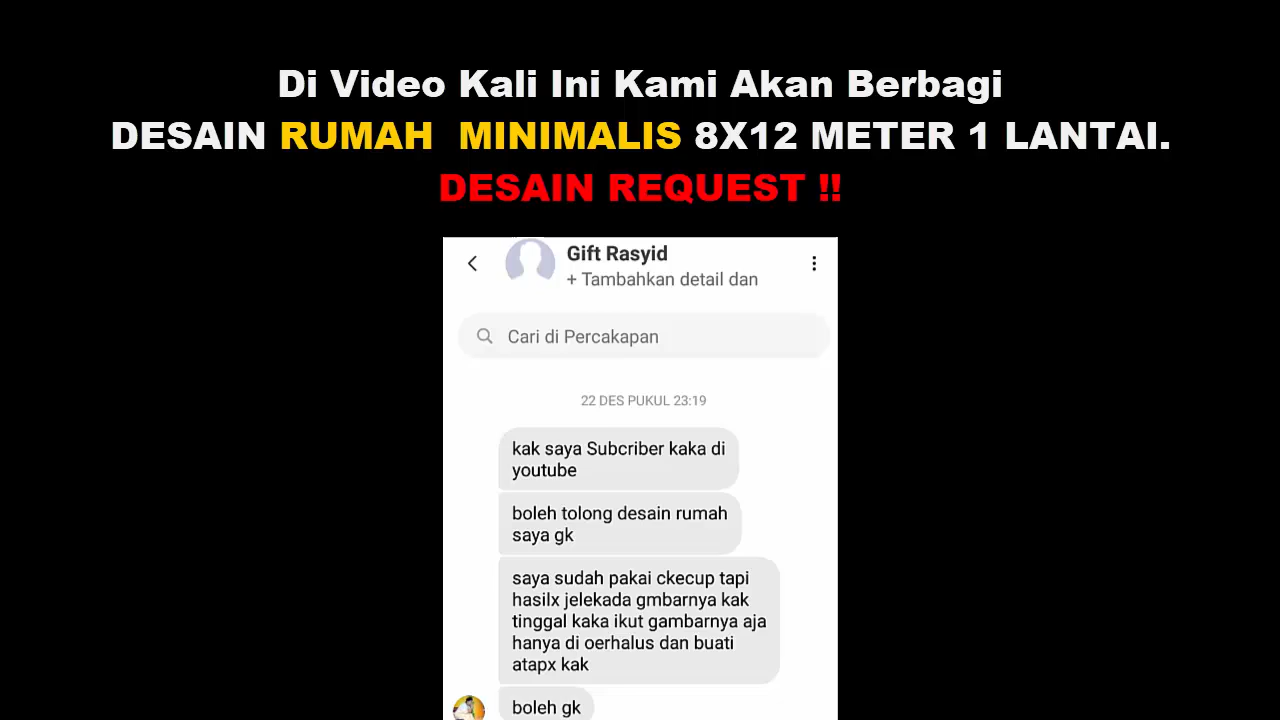 Di Video Kali Ini Kami Akan Berbagi
DESAIN RUMAH MINIMALIS 8X12 METER 1 LANTAI.
DESAIN REQUEST !!
Gift Rasyid
+ Tambahkan detail dan
Cari di Percakapan
22 DES PUKUL 23:19
kak saya Subcriber kaka di
youtube
boleh tolong desain rumah
saya gk
saya sudah pakai ckecup tapi
hasilx jelekada gmbarnya kak
tinggal kaka ikut gambarnya aja
hanya di oerhalus dan buati
atapx kak
boleh gk